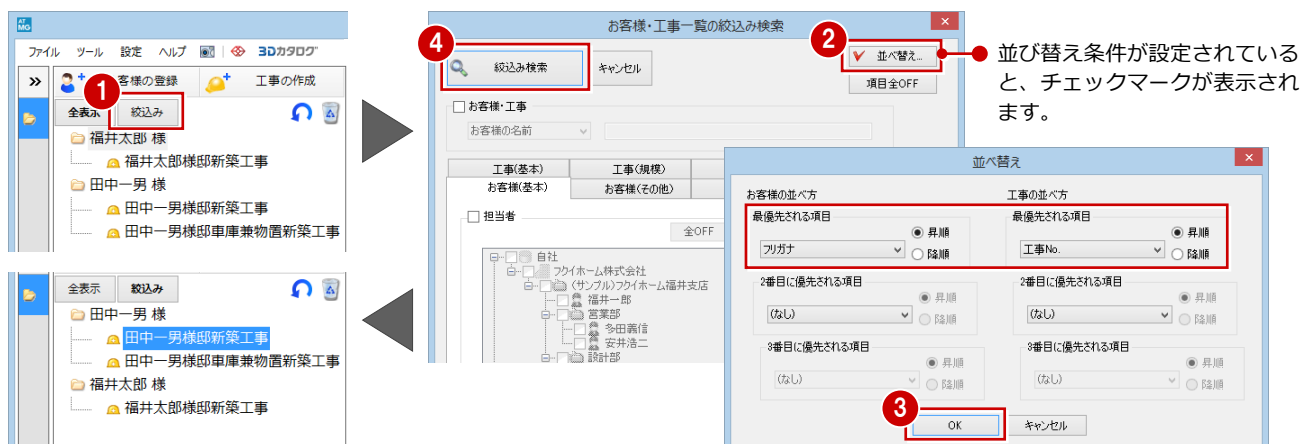 AT
MG
ファイル ツール 設定 ヘルプ 3Dカタログ
» 客様の登録 工事の作成
1
全表示 絞込み
福井太郎 様
福井太郎様邸新築工事
田中一男 様
田中一男様邸新築工事
田中一男様邸車庫兼物置新築工事
全表示 絞込み
田中一男 様
田中一男様邸新築工事
田中一男様邸車庫兼物置新築工事
福井太郎 様
福井太郎様邸新築工事
お客様・工事一覧の絞込み検索 ×
4
絞込み検索 キャンセル
2
並べ替え...
項目全OFF
お客様・工事
お客様の名前
工事(基本) 工事(規模)
お客様(基本) お客様(その他)
担当者
全OFF
自社
フクイホーム株式会社
(サンプル)フクイホーム福井支店
福井一郎
営業部
多田義信
安井浩二
設計部
並び替え条件が設定されている
と、チェックマークが表示され
ます。
並べ替え ×
お客様の並べ方 工事の並べ方
最優先される項目 最優先される項目
フリガナ 昇順 降順 工事No. 昇順 降順
2番目に優先される項目 2番目に優先される項目
(なし) 昇順 降順 (なし) 昇順 降順
3番目に優先される項目 3番目に優先される項目
(なし) 昇順 降順 (なし) 昇順 降順
3
OK キャンセル